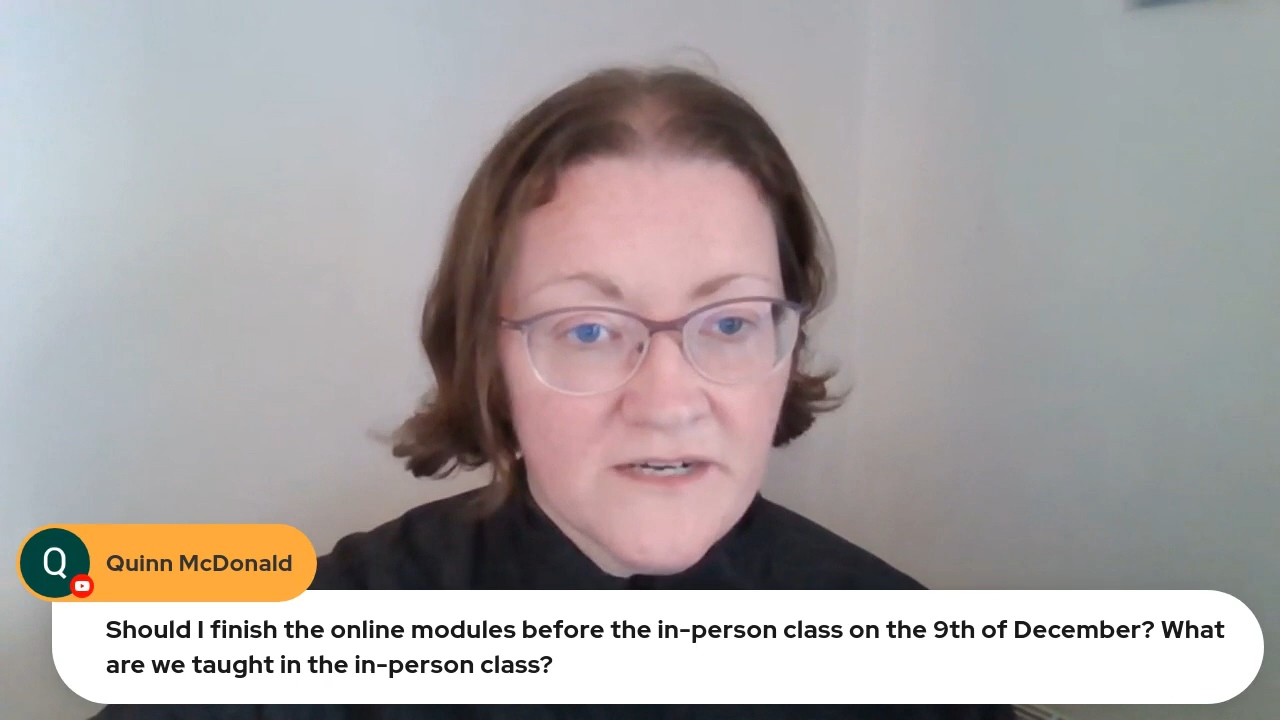 Q
Quinn McDonald
Should I finish the online modules before the in-person class on the 9th of December? What
are we taught in the in-person class?